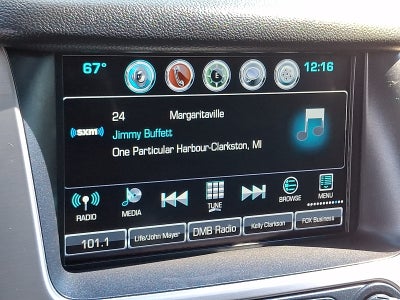 67°
E
12:16
24 Margaritaville
((SXM))
Jimmy Buffett
One Particular Harbour-Clarkston, MI
RADIO
MEDIA
TUNE
BROWSE
MENU
101.1
Life/John Mayer
DMB Radio
Kelly Clarkson
FOX Business